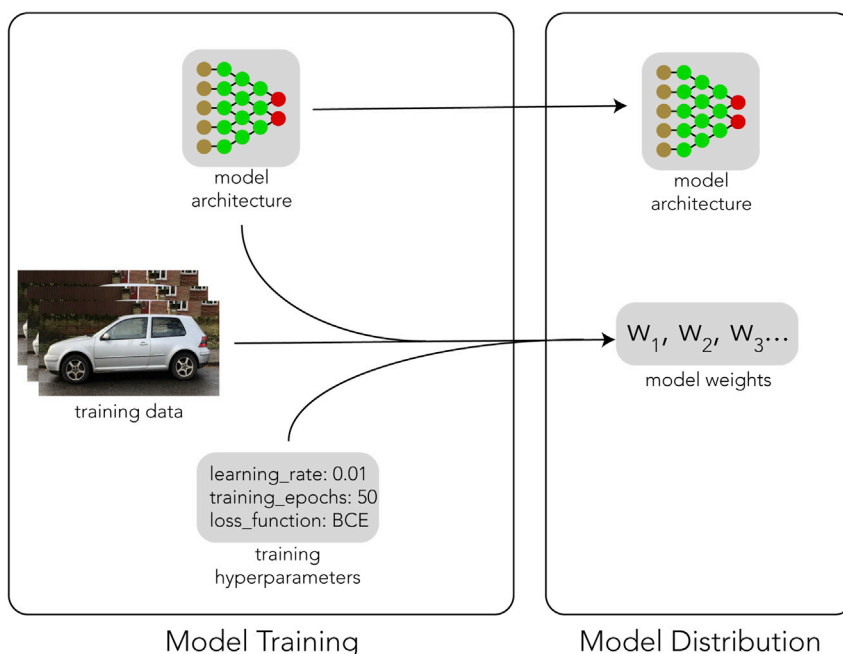 model
architecture
model
architecture
training data
W1, W2, W3...
model weights
learning_rate: 0.01
training_epochs: 50
loss_function: BCE
training
hyperparameters
Model Training
Model Distribution